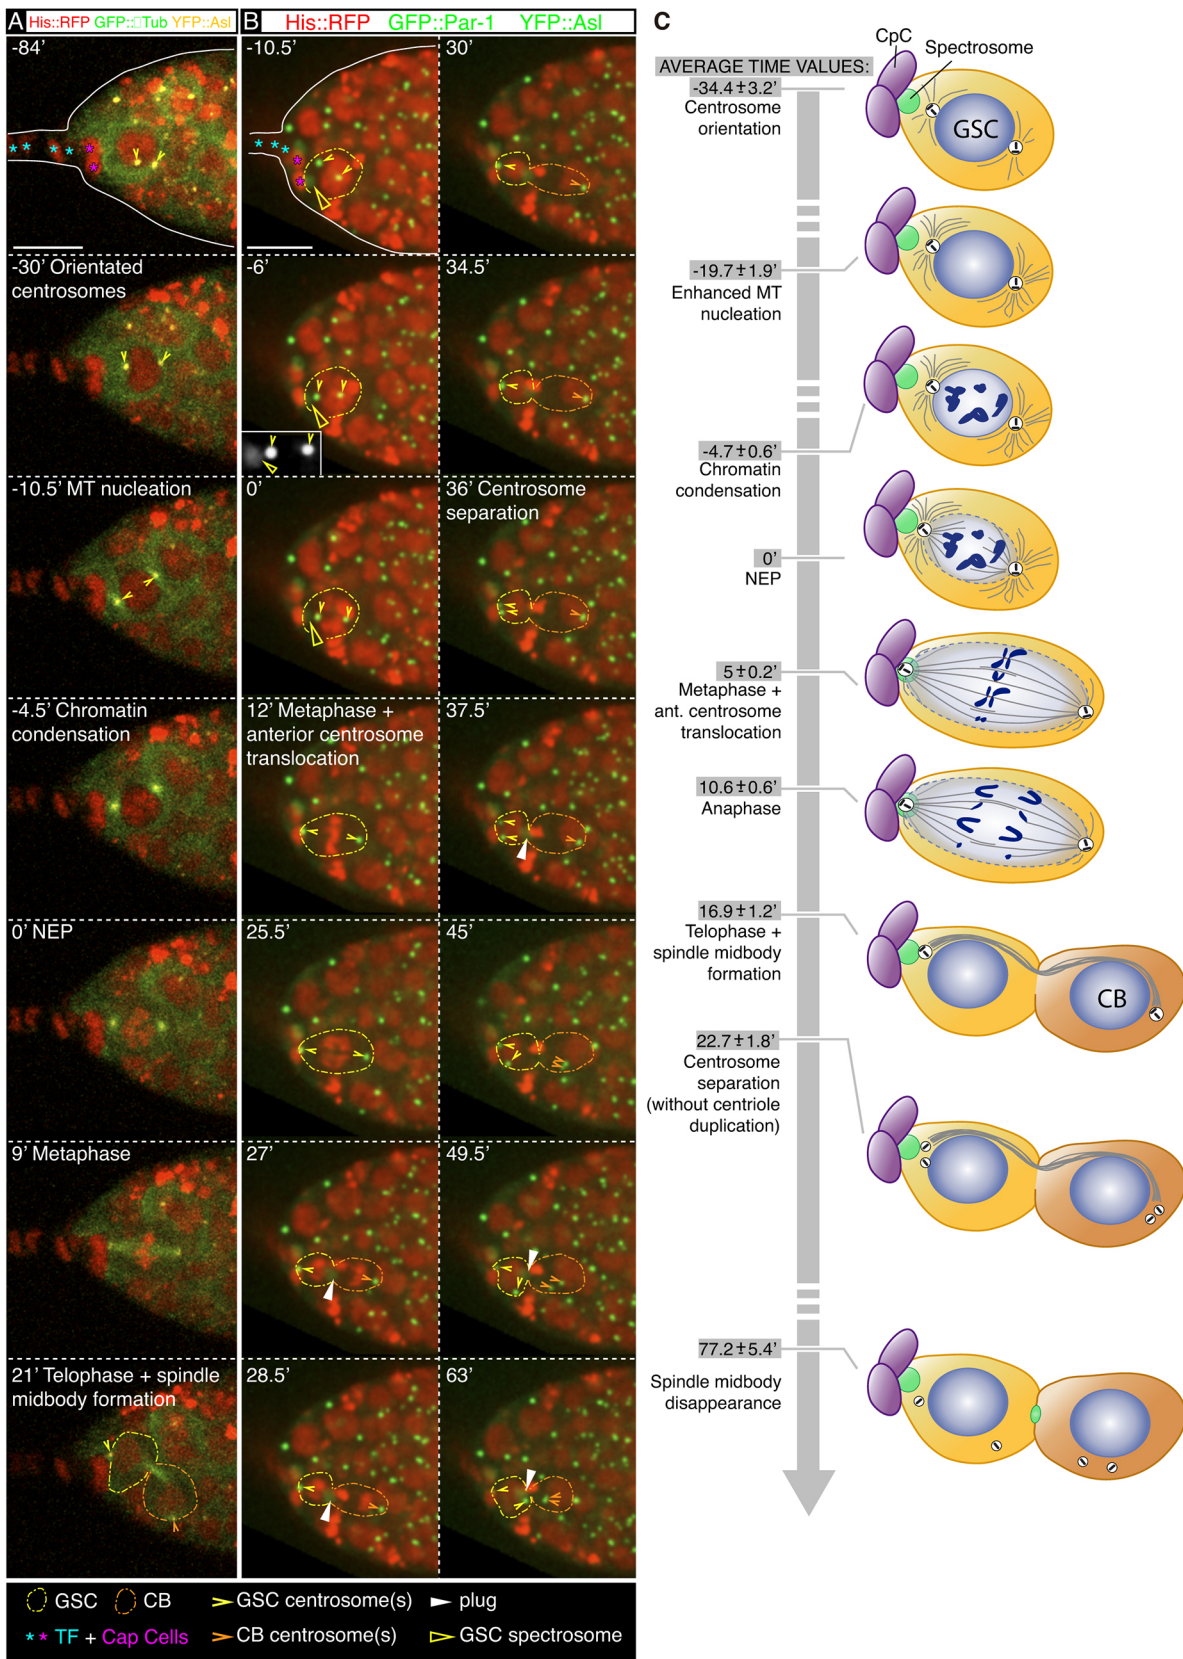 A His::RFP GFP::□Tub YFP::Asl
-84'
-30' Orientated
centrosomes
-10.5' MT nucleation
-4.5' Chromatin
condensation
0' NEP
9' Metaphase
21' Telophase + spindle
midbody formation
B His::RFP GFP::Par-1 YFP::Asl
-10.5'
-6'
0'
12' Metaphase +
anterior centrosome
translocation
25.5'
27'
28.5'
30'
34.5'
36' Centrosome
separation
37.5'
45'
49.5'
63'
GSC CB GSC centrosome(s) plug
** TF + Cap Cells CB centrosome(s) GSC spectrosome
C
CpC
Spectrosome
AVERAGE TIME VALUES:
-34.4±3.2'
Centrosome
orientation
GSC
-19.7±1.9'
Enhanced MT
nucleation
-4.7±0.6'
Chromatin
condensation
0'
NEP
5±0.2'
Metaphase +
ant. centrosome
translocation
10.6±0.6'
Anaphase
16.9±1.2'
Telophase +
spindle midbody
formation
CB
22.7±1.8'
Centrosome
separation
(without centriole
duplication)
77.2±5.4'
Spindle midbody
disappearance